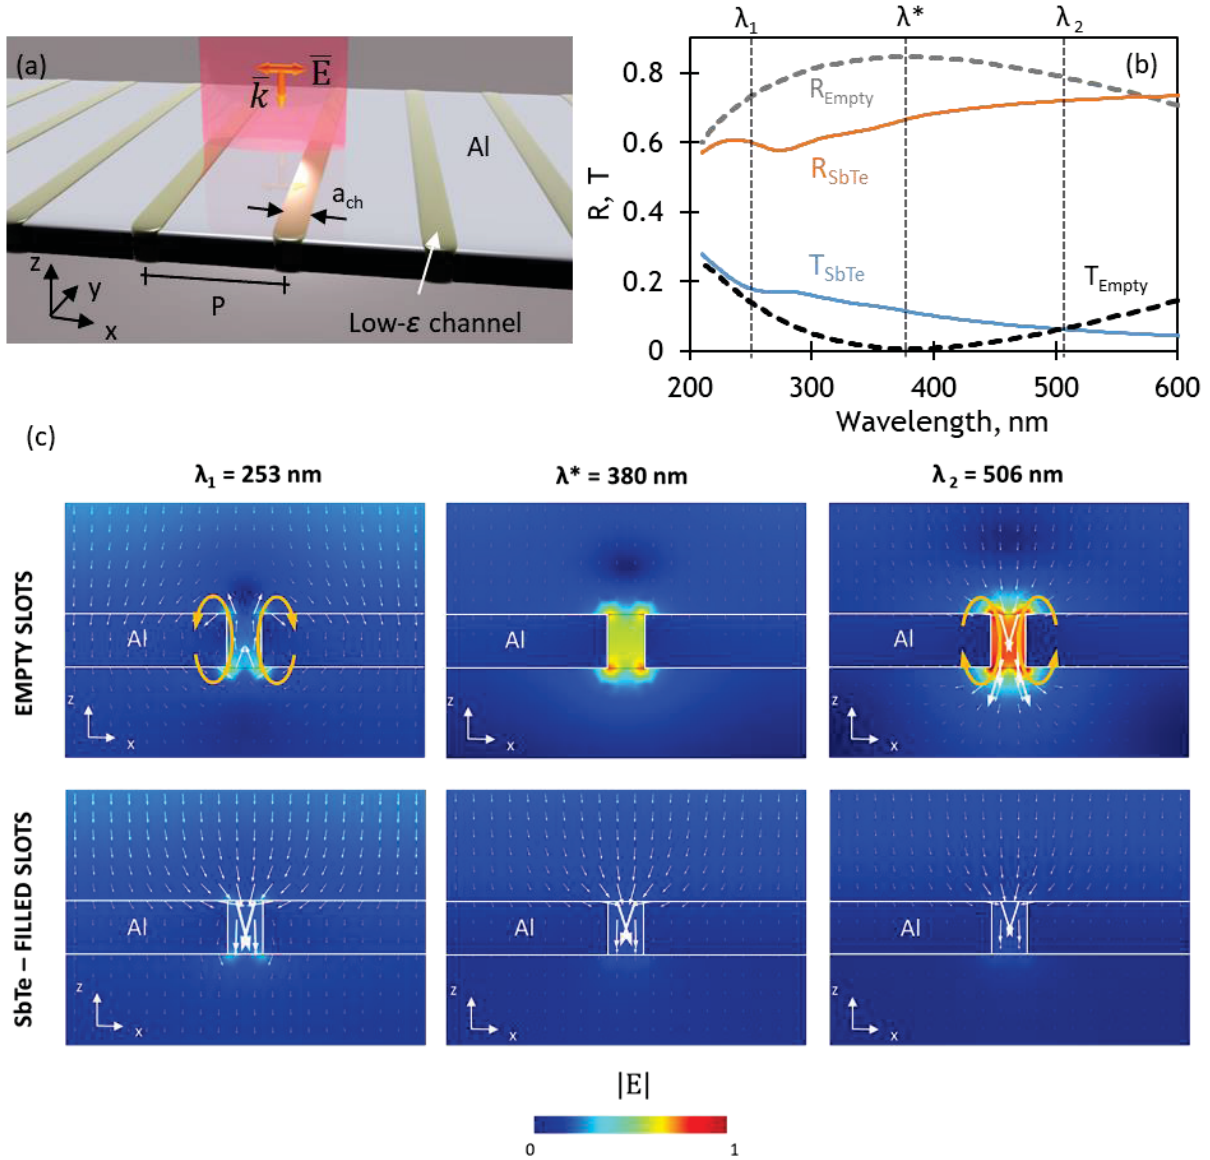 (a)
E̅
k̅
Al
a_ch
P
Low-ε channel
z
y
x
λ₁
λ*
λ₂
(b)
R, T
0.8
0.6
0.4
0.2
0
R_Empty
R_SbTe
T_SbTe
T_Empty
200 300 400 500 600
Wavelength, nm
(c)
λ₁ = 253 nm
λ* = 380 nm
λ₂ = 506 nm
EMPTY SLOTS
Al
z
x
Al
z
x
Al
z
x
SbTe – FILLED SLOTS
Al
z
x
Al
z
x
Al
z
x
|E|
0 1